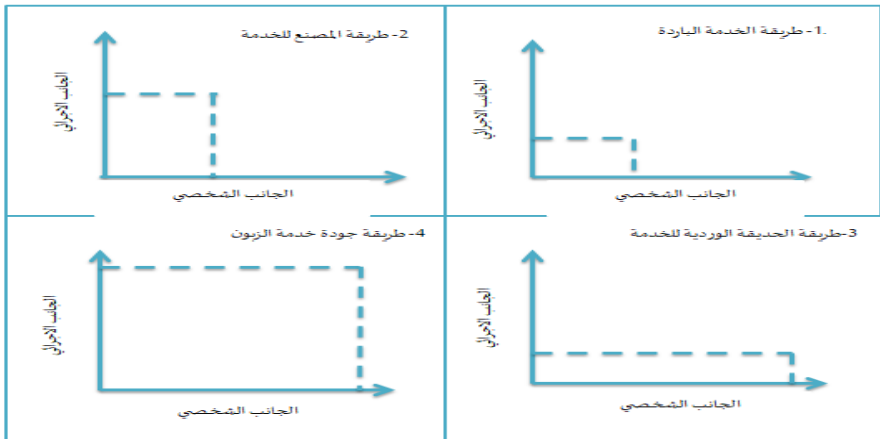 1- طريقة الخدمة الباردة.
الجانب الاجرائي
الجانب الشخصي
2- طريقة المصنع للخدمة
الجانب الاجرائي
الجانب الشخصي
3-طريقة الحديقة الوردية للخدمة
الجانب الاجرائي
الجانب الشخصي
4- طريقة جودة خدمة الزبون
الجانب الاجرائي
الجانب الشخصي